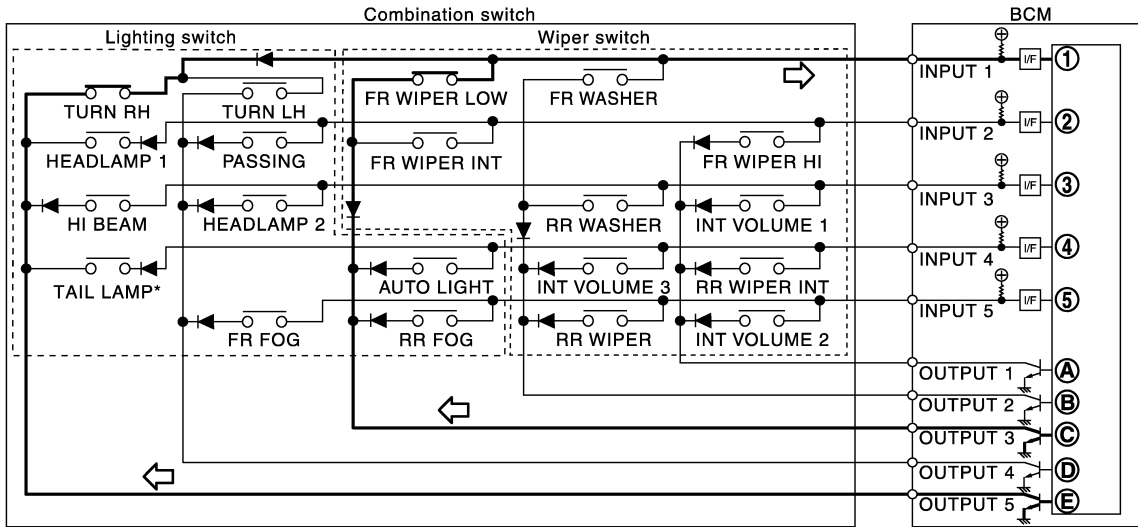 Combination switch
BCM
Lighting switch
Wiper switch
I/F
1
INPUT 1
TURN RH
TURN LH
FR WIPER LOW
FR WASHER
I/F
2
INPUT 2
HEADLAMP 1
PASSING
FR WIPER INT
FR WIPER HI
I/F
3
INPUT 3
HI BEAM
HEADLAMP 2
RR WASHER
INT VOLUME 1
I/F
4
INPUT 4
TAIL LAMP*
AUTO LIGHT
INT VOLUME 3
RR WIPER INT
I/F
5
INPUT 5
FR FOG
RR FOG
RR WIPER
INT VOLUME 2
OUTPUT 1
A
OUTPUT 2
B
OUTPUT 3
C
OUTPUT 4
D
OUTPUT 5
E